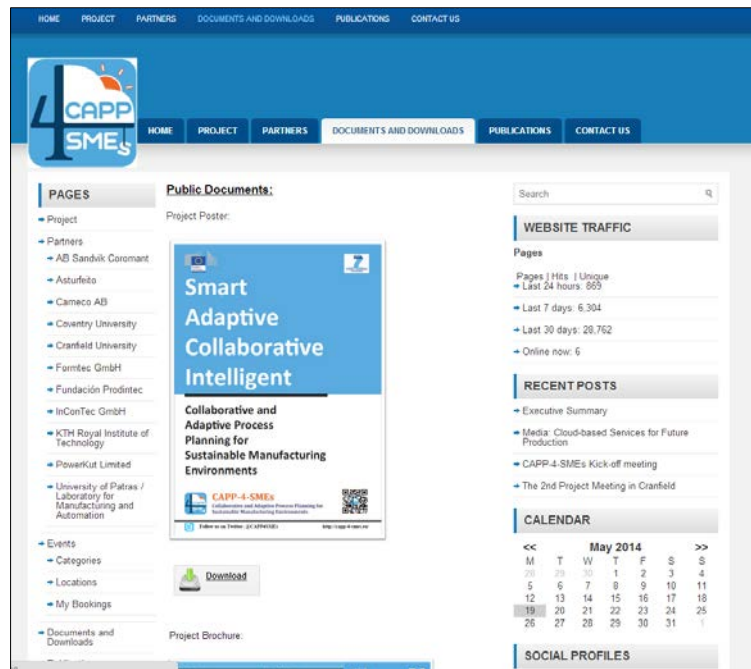 HOME PROJECT PARTNERS DOCUMENTS AND DOWNLOADS PUBLICATIONS CONTACT US
4
CAPP
SMEs
HOME PROJECT PARTNERS DOCUMENTS AND DOWNLOADS PUBLICATIONS CONTACT US
PAGES
Project
Partners
AB Sandvik Coromant
Asturfeito
Cameco AB
Coventry University
Cranfield University
Formtec GmbH
Fundación Prodintec
InConTec GmbH
KTH Royal Institute of
Technology
PowerKut Limited
University of Patras /
Laboratory for
Manufacturing and
Automation
Events
Categories
Locations
My Bookings
Documents and
Downloads
Public Documents:
Project Poster:
Smart
Adaptive
Collaborative
Intelligent
Collaborative and
Adaptive Process
Planning for
Sustainable Manufacturing
Environments
CAPP-4-SMEs
Collaborative and Adaptive Process Planning for
Sustainable Manufacturing Environments
Download
Project Brochure:
Search
WEBSITE TRAFFIC
Pages
Pages | Hits | Unique
Last 24 hours: 869
Last 7 days: 6,304
Last 30 days: 28,762
Online now: 6
RECENT POSTS
Executive Summary
Media: Cloud-based Services for Future
Production
CAPP-4-SMEs Kick-off meeting
The 2nd Project Meeting in Cranfield
CALENDAR
<< May 2014 >>
M T W T F S S
28 29 30 1 2 3 4
5 6 7 8 9 10 11
12 13 14 15 16 17 18
19 20 21 22 23 24 25
26 27 28 29 30 31 1
SOCIAL PROFILES